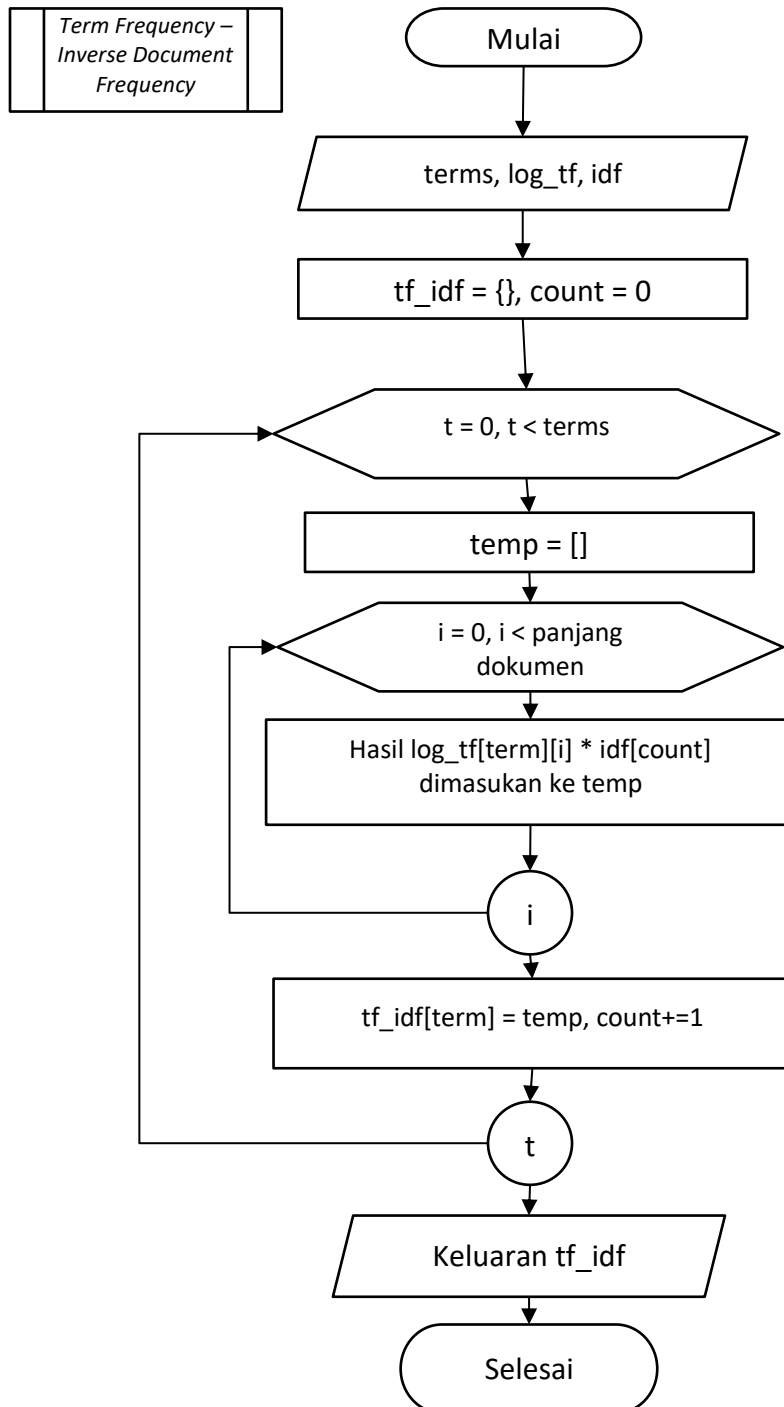 Term Frequency –
Inverse Document
Frequency
Mulai
terms, log_tf, idf
tf_idf = {}, count = 0
t = 0, t < terms
temp = []
i = 0, i < panjang
dokumen
Hasil log_tf[term][i] * idf[count]
dimasukan ke temp
i
tf_idf[term] = temp, count+=1
t
Keluaran tf_idf
Selesai